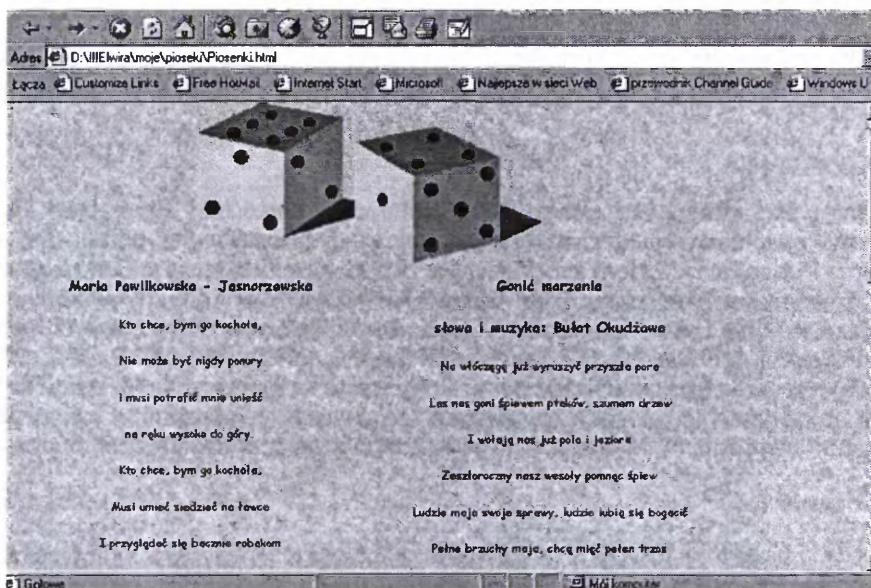 Adres D:\IIIElwira\moje\pioseki\Piosenki.html
Łącza Customize Links Free HotMail Internet Start Microsoft Najlepsze w sieci Web przewodnik Channel Guide Windows U
Maria Pawlikowska - Jasnorzewska
Kto chce, bym go kochała,
Nie może być nigdy ponury
i musi potrafić mnie unieść
na ręku wysoko do góry.
Kto chce, bym go kochała,
Musi umieć siedzieć na ławce
I przyglądać się bacznie robakom
Gonić marzenia
słowa i muzyka: Bułat Okudżawa
Na włóczęgę już wyruszyć przyszła pora
Las nas goni śpiewem ptaków, szumem drzew
I wołają nas już pola i jeziora
Zeszłoroczny nasz wesoły pomnąc śpiew
Ludzie mają swoje sprawy, ludzie lubią się bogacić
Pełne brzuchy mają, chcą mięć pełen trzos
Gotowe Mój komputer